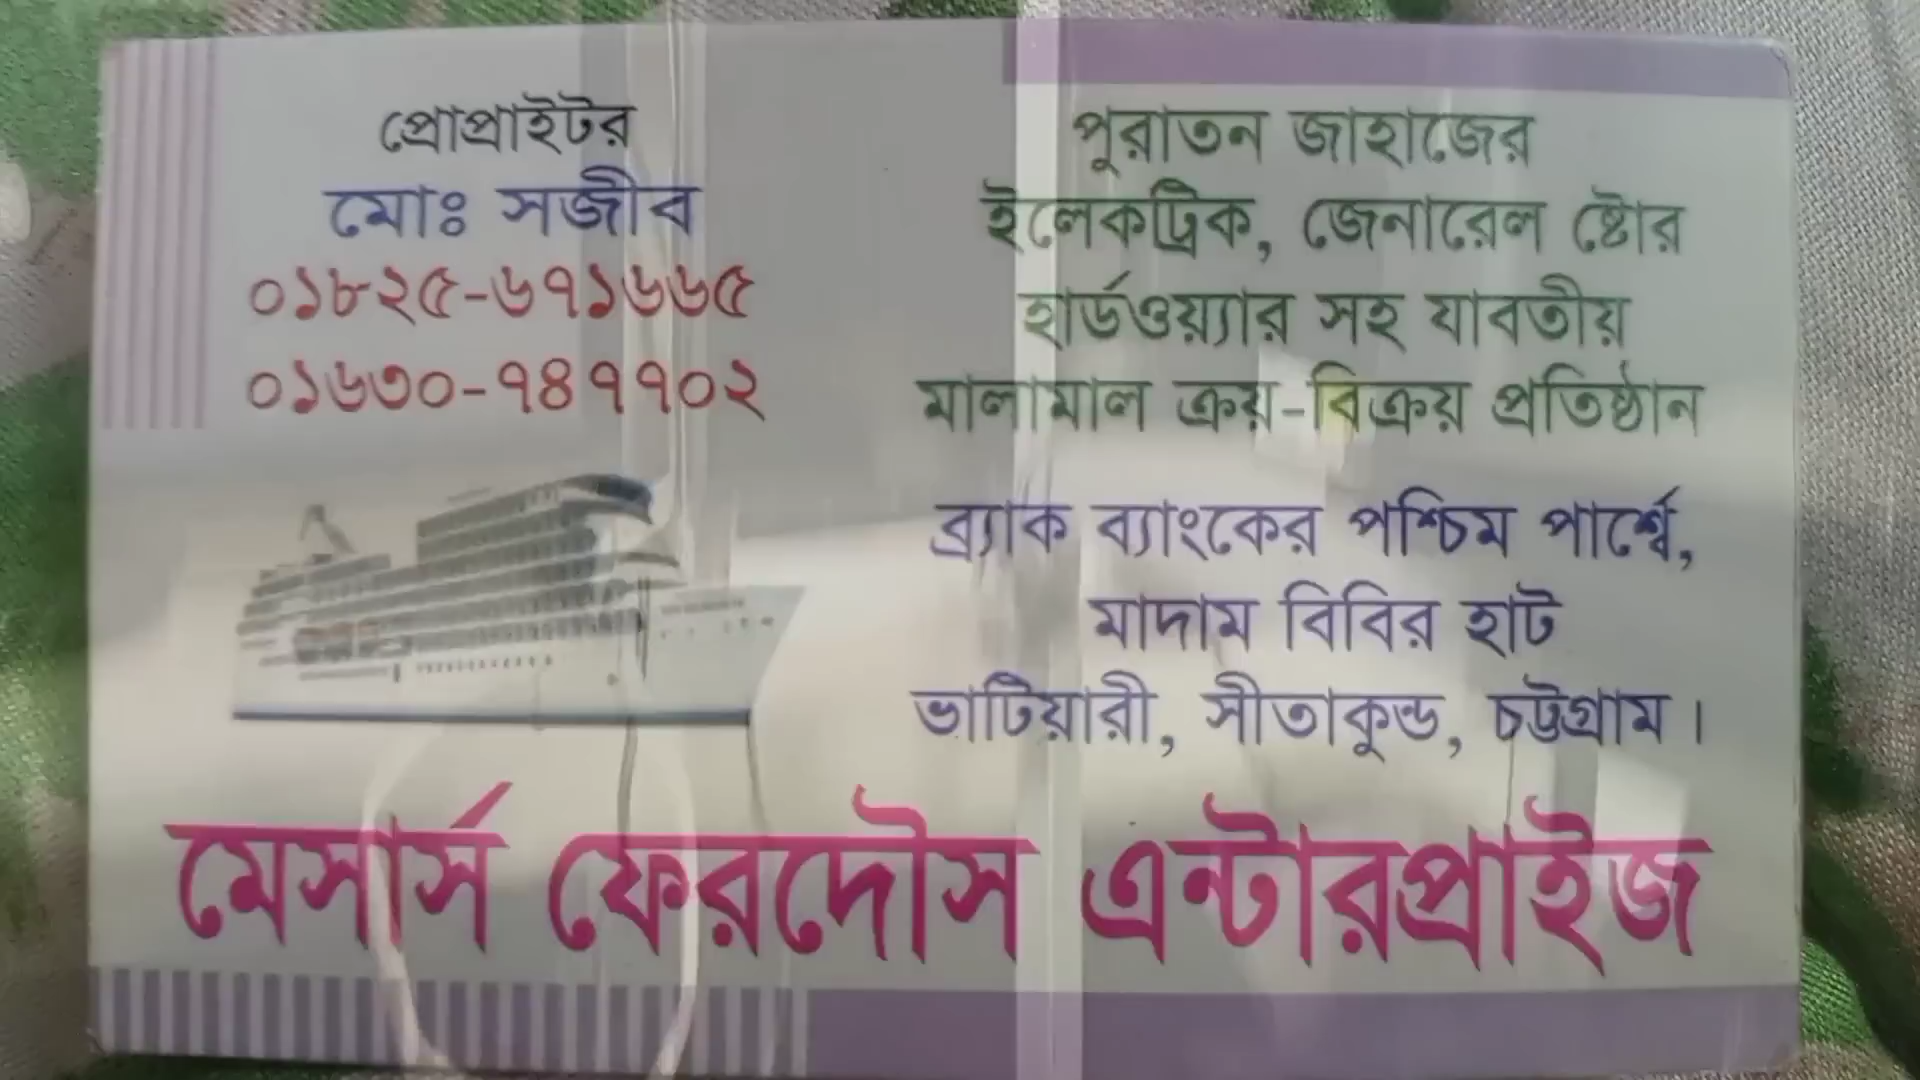 প্রোপ্রাইটর
মোঃ সজীব
০১৮২৫-৬৭১৬৬৫
০১৬৩০-৭৪৭৭০২
পুরাতন জাহাজের
ইলেকট্রিক, জেনারেল ষ্টোর
হার্ডওয়্যার সহ যাবতীয়
মালামাল ক্রয়-বিক্রয় প্রতিষ্ঠান
ব্র্যাক ব্যাংকের পশ্চিম পার্শ্বে,
মাদাম বিবির হাট
ভাটিয়ারী, সীতাকুন্ড, চট্টগ্রাম।
মেসার্স ফেরদৌস এন্টারপ্রাইজ